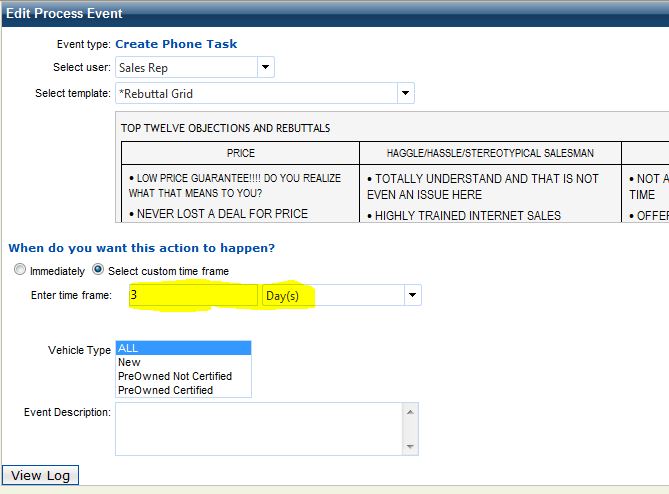 Edit Process Event
Event type: Create Phone Task
Select user: Sales Rep
Select template: *Rebuttal Grid
TOP TWELVE OBJECTIONS AND REBUTTALS
PRICE
HAGGLE/HASSLE/STEREOTYPICAL SALESMAN
• LOW PRICE GUARANTEE!!!! DO YOU REALIZE
WHAT THAT MEANS TO YOU?
• NEVER LOST A DEAL FOR PRICE
• TOTALLY UNDERSTAND AND THAT IS NOT
EVEN AN ISSUE HERE
• HIGHLY TRAINED INTERNET SALES
• NOT A
TIME
• OFFER
When do you want this action to happen?
Immediately Select custom time frame
Enter time frame: 3 Day(s)
Vehicle Type ALL
New
PreOwned Not Certified
PreOwned Certified
Event Description:
View Log